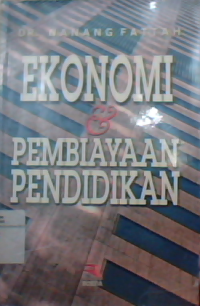 DR. NANANG FATTAH
EKONOMI
&
PEMBIAYAAN
PENDIDIKAN